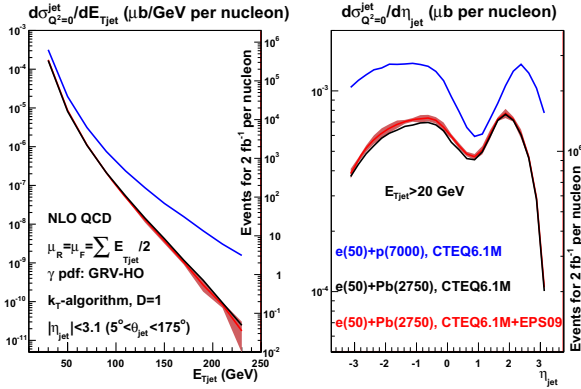 dσ^jet_Q²=0/dE_Tjet (μb/GeV per nucleon)
10^-3
10^-4
10^-5
10^-6
10^-7
10^-8
10^-9
10^-10
10^-11
10^6
10^5
10^4
10^3
10^2
10
1
10^-1
10^-2
Events for 2 fb^-1 per nucleon
NLO QCD
μ_R=μ_F=∑ E_Tjet/2
γ pdf: GRV-HO
k_T-algorithm, D=1
|η_jet|<3.1 (5°<θ_jet<175°)
50 100 150 200 250
E_Tjet (GeV)
dσ^jet_Q²=0/dη_jet (μb per nucleon)
10^-3
10^-4
10^6
Events for 2 fb^-1 per nucleon
E_Tjet>20 GeV
e(50)+p(7000), CTEQ6.1M
e(50)+Pb(2750), CTEQ6.1M
e(50)+Pb(2750), CTEQ6.1M+EPS09
-3 -2 -1 0 1 2 3
η_jet